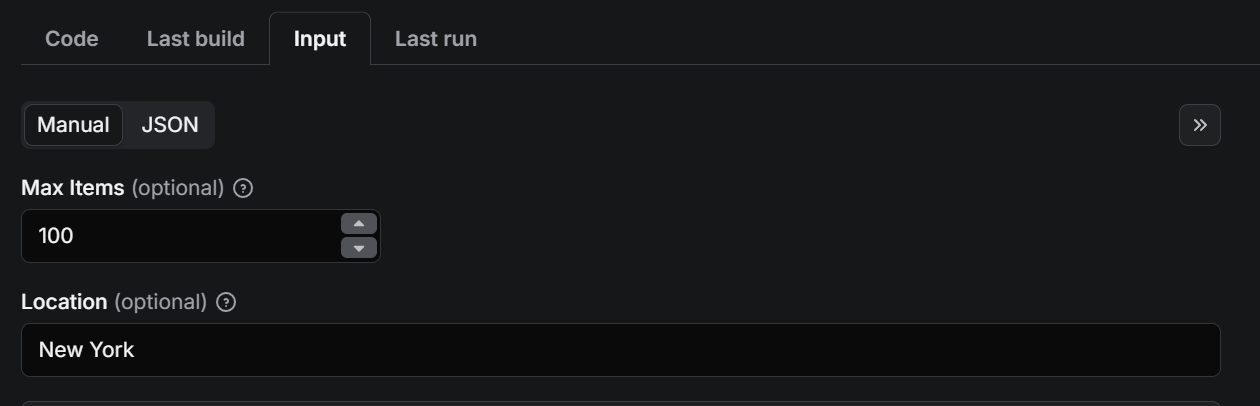 Code Last build Input Last run
Manual JSON
Max Items (optional) ?
100
Location (optional) ?
New York